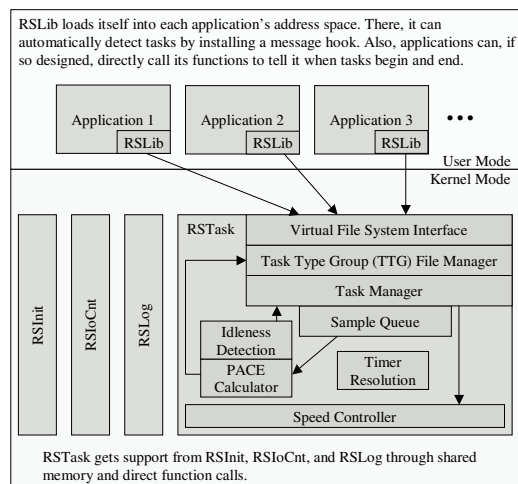 RSLib loads itself into each application's address space. There, it can
automatically detect tasks by installing a message hook. Also, applications can, if
so designed, directly call its functions to tell it when tasks begin and end.
Application 1
RSLib
Application 2
RSLib
Application 3
RSLib
•••
User Mode
Kernel Mode
RSInit
RSIoCnt
RSLog
RSTask
Virtual File System Interface
Task Type Group (TTG) File Manager
Task Manager
Idleness
Detection
Sample Queue
PACE
Calculator
Timer
Resolution
Speed Controller
RSTask gets support from RSInit, RSIoCnt, and RSLog through shared
memory and direct function calls.